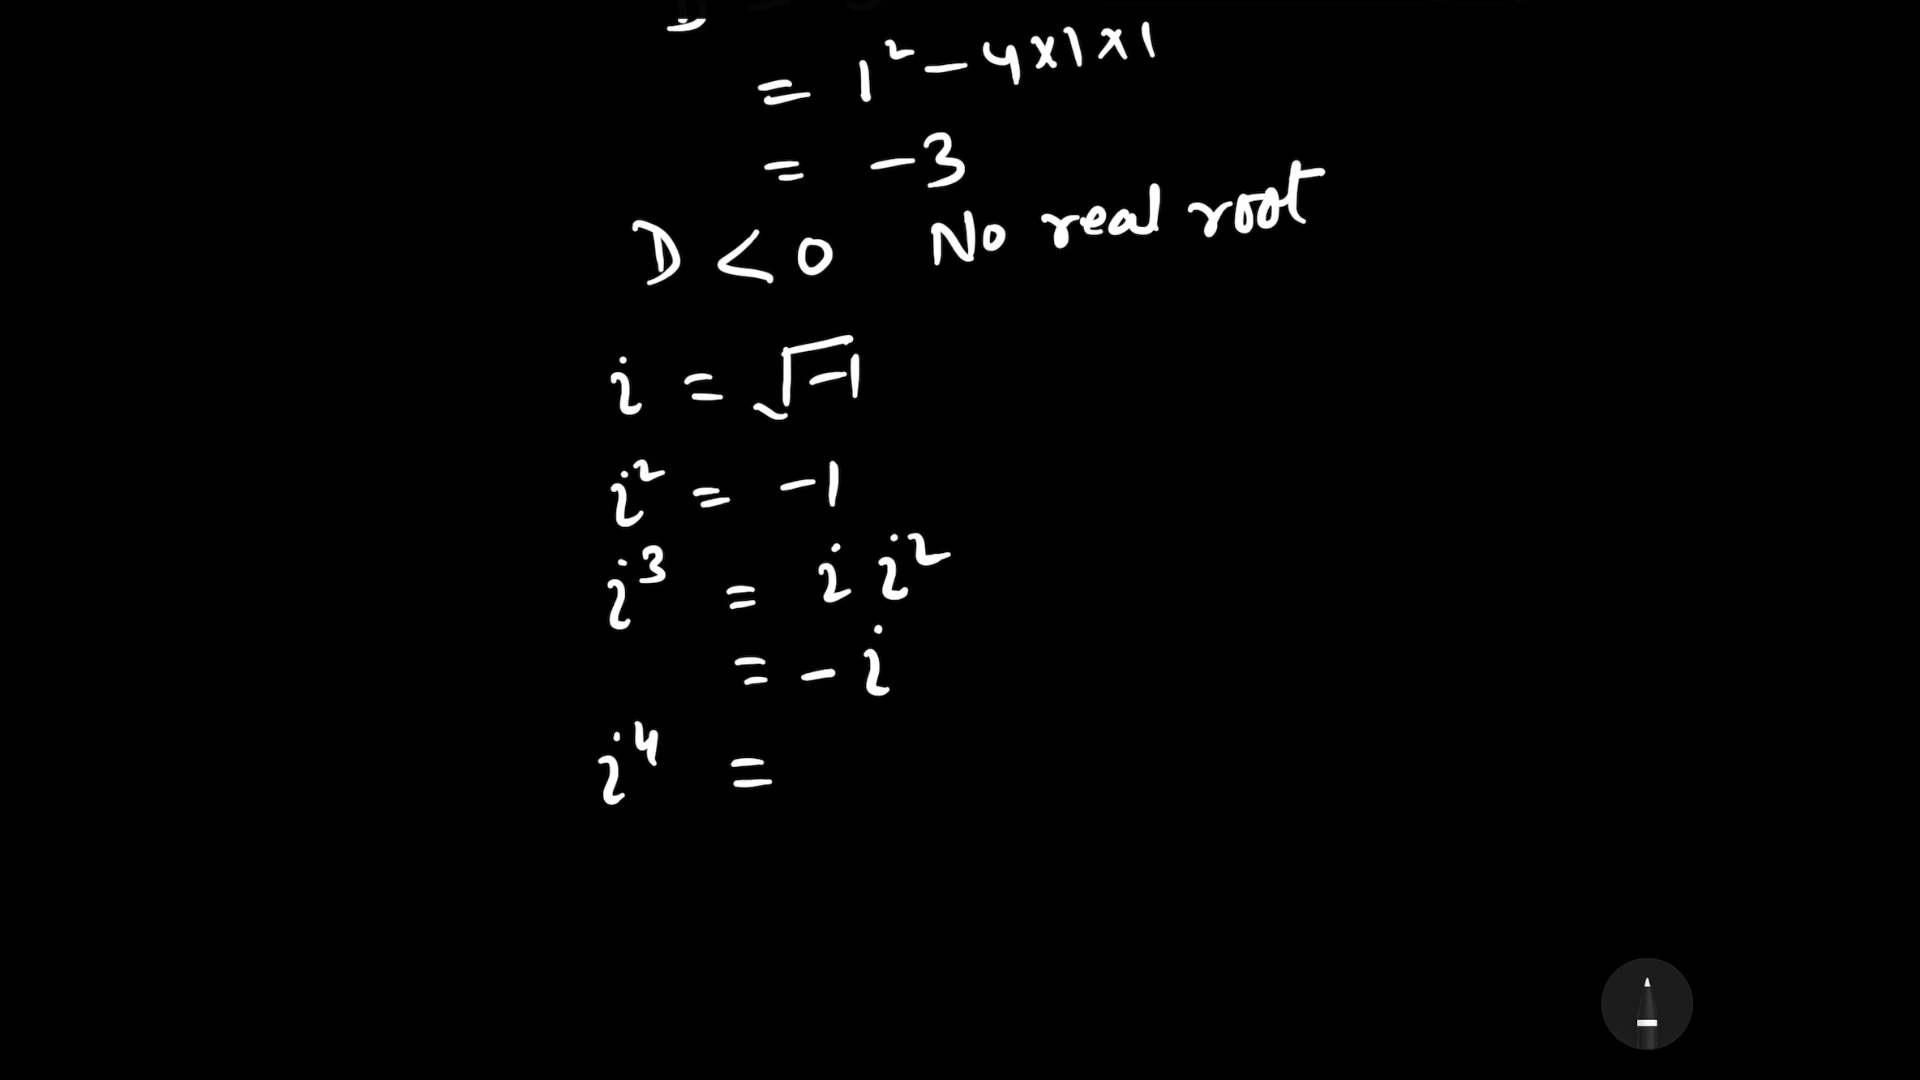 = 1² - 4×1×1
= -3
D < 0 No real root
i = √-1
i² = -1
i³ = i i²
= - i
i⁴ =